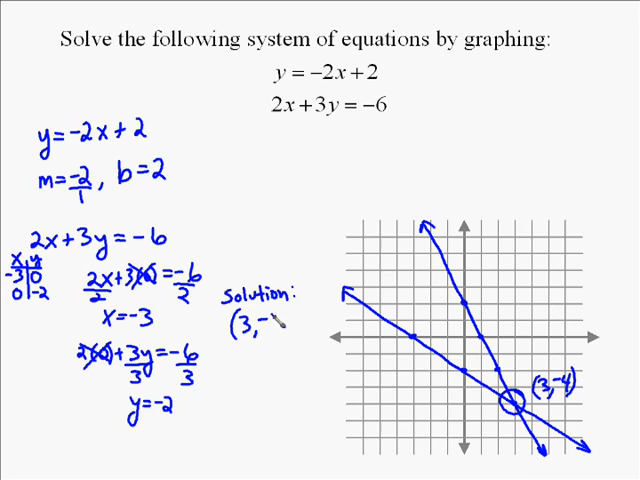 Solve the following system of equations by graphing:
y = −2x + 2
2x + 3y = −6
y = -2x + 2
m = -2/1, b = 2
2x + 3y = -6
x | y
-3 | 0
0 | -2
2x/2 + 3(0) = -6/2
x = -3
2(0) + 3y/3 = -6/3
y = -2
Solution:
(3, -
(3, -4)